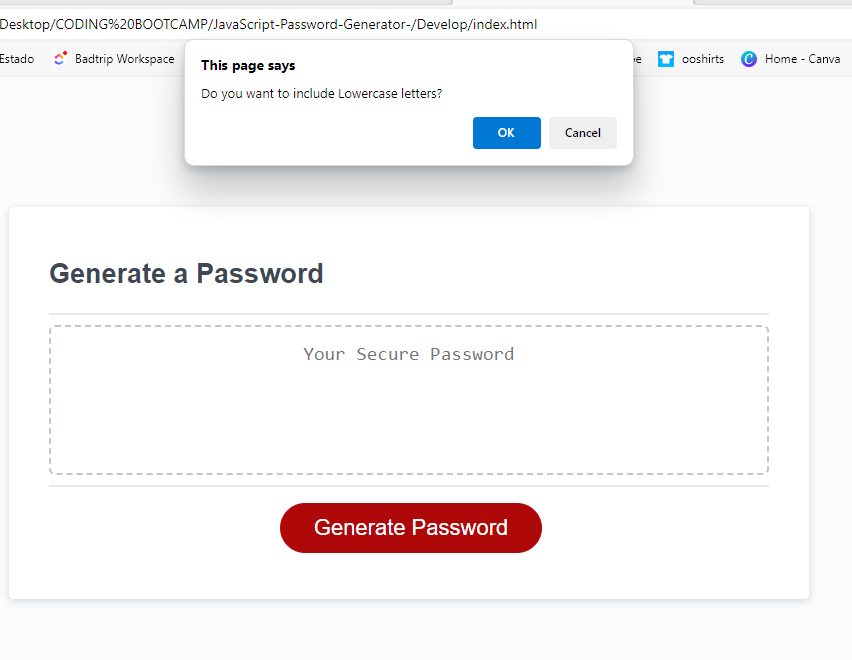 Desktop/CODING%20BOOTCAMP/JavaScript-Password-Generator-/Develop/index.html
Estado Badtrip Workspace ooshirts Home - Canva
This page says
Do you want to include Lowercase letters?
OK Cancel
Generate a Password
Your Secure Password
Generate Password